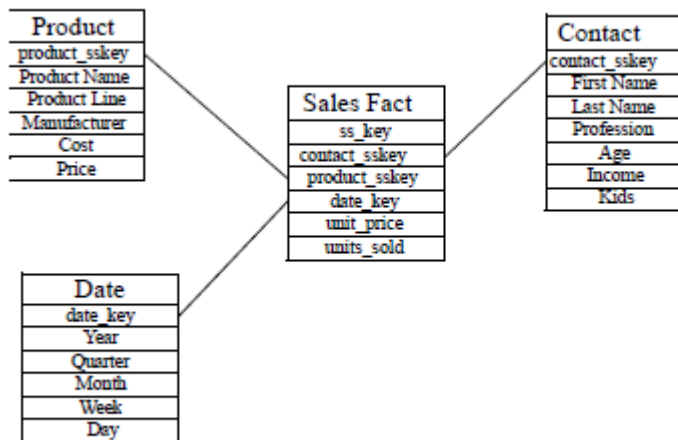 Product
product_sskey
Product Name
Product Line
Manufacturer
Cost
Price
Contact
contact_sskey
First Name
Last Name
Profession
Age
Income
Kids
Sales Fact
ss_key
contact_sskey
product_sskey
date_key
unit_price
units_sold
Date
date_key
Year
Quarter
Month
Week
Day